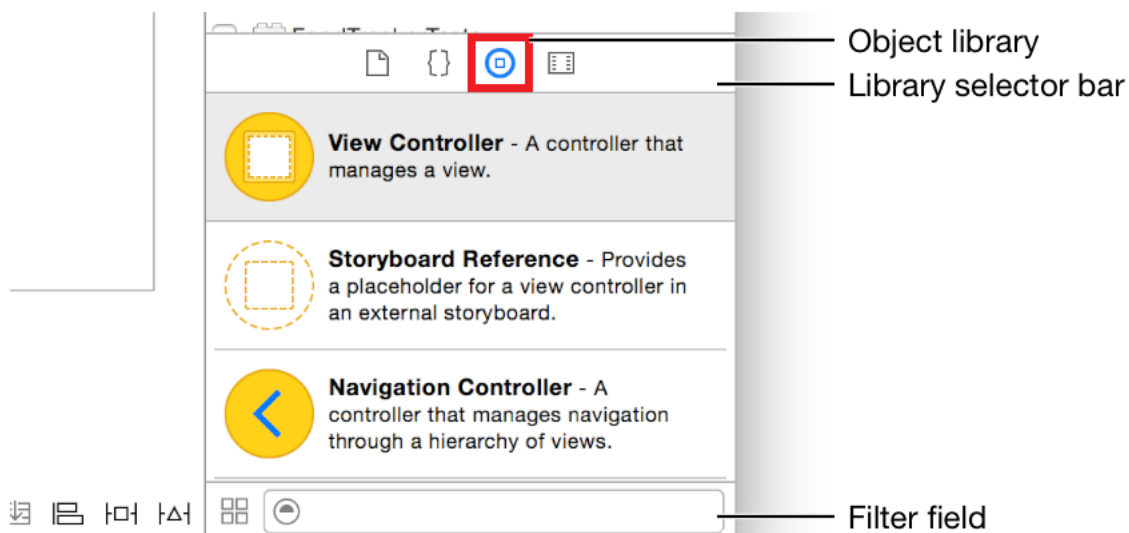 Object library
Library selector bar
{}
View Controller - A controller that
manages a view.
Storyboard Reference - Provides
a placeholder for a view controller in
an external storyboard.
Navigation Controller - A
controller that manages navigation
through a hierarchy of views.
Filter field